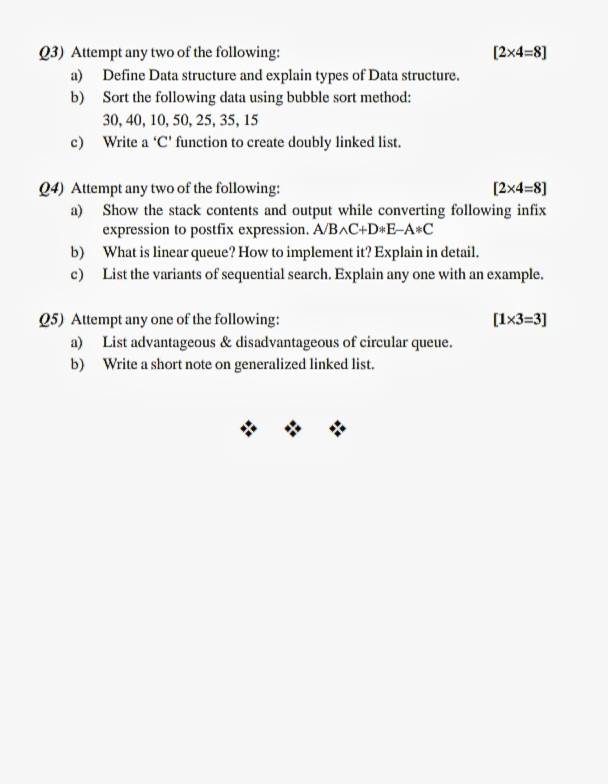 Q3) Attempt any two of the following: [2×4=8]
a) Define Data structure and explain types of Data structure.
b) Sort the following data using bubble sort method:
30, 40, 10, 50, 25, 35, 15
c) Write a ‘C’ function to create doubly linked list.
Q4) Attempt any two of the following: [2×4=8]
a) Show the stack contents and output while converting following infix
expression to postfix expression. A/B^C+D*E–A*C
b) What is linear queue? How to implement it? Explain in detail.
c) List the variants of sequential search. Explain any one with an example.
Q5) Attempt any one of the following: [1×3=3]
a) List advantageous & disadvantageous of circular queue.
b) Write a short note on generalized linked list.